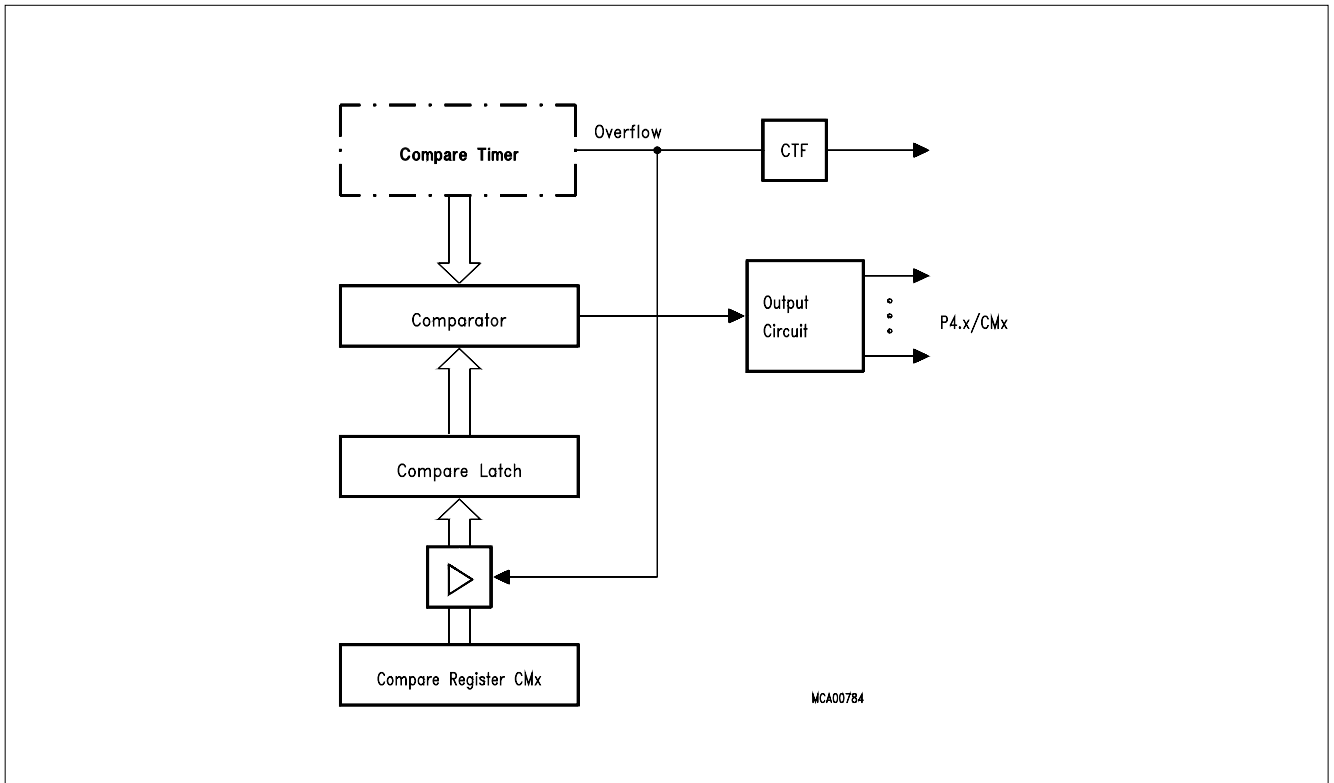 Compare Timer
Overflow
CTF
Comparator
Output
Circuit
P4.x/CMx
Compare Latch
Compare Register CMx
MCA00784